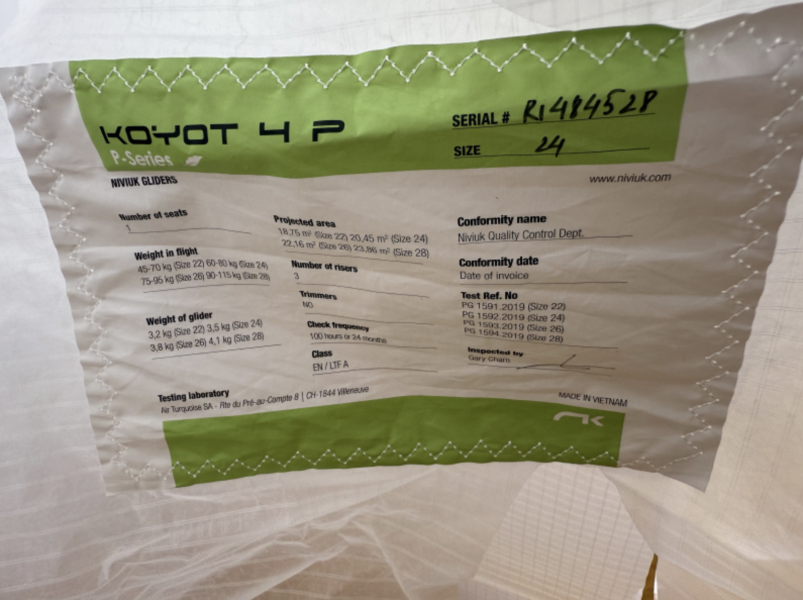 KOYOT 4 P
P-Series
SERIAL # R1484528
SIZE 24
NIVIUK GLIDERS
www.niviuk.com
Number of seats
1
Weight in flight
45-70 kg (Size 22) 60-80 kg (Size 24)
75-95 kg (Size 26) 90-115 kg (Size 28)
Weight of glider
3,2 kg (Size 22) 3,5 kg (Size 24)
3,8 kg (Size 26) 4,1 kg (Size 28)
Projected area
18,75 m² (Size 22) 20,45 m² (Size 24)
22,16 m² (Size 26) 23,86 m² (Size 28)
Number of risers
3
Trimmers
NO
Check frequency
100 hours or 24 months
Class
EN / LTF A
Conformity name
Niviuk Quality Control Dept.
Conformity date
Date of invoice
Test Ref. No
PG 1591.2019 (Size 22)
PG 1592.2019 (Size 24)
PG 1593.2019 (Size 26)
PG 1594.2019 (Size 28)
Inspected by
Gary Cham
Testing laboratory
Air Turquoise SA - Rte du Pré-au-Compte 8 | CH-1844 Villeneuve
MADE IN VIETNAM